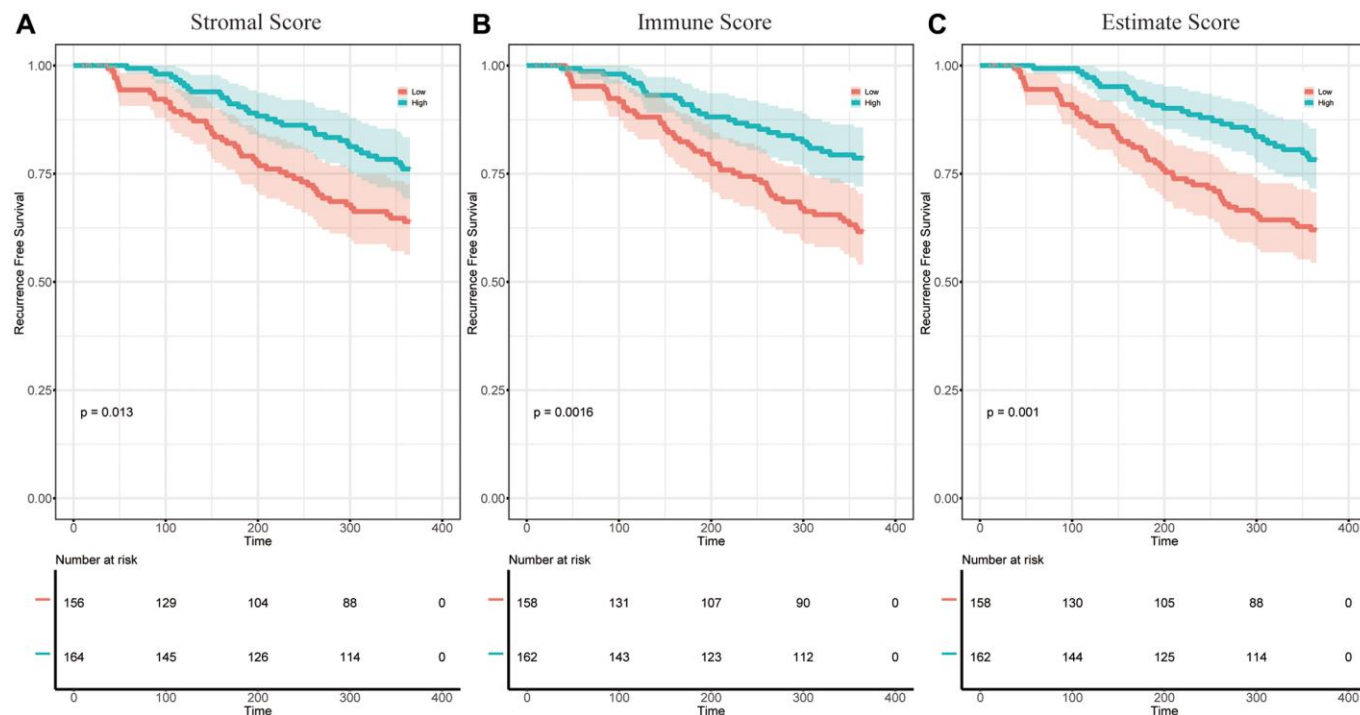 A Stromal Score
Recurrence Free Survival
1.00
0.75
0.50
0.25
0.00
Low
High
p = 0.013
0 100 200 300 400
Time
Number at risk
156 129 104 88 0
164 145 126 114 0
0 100 200 300 400
Time
B Immune Score
Recurrence Free Survival
1.00
0.75
0.50
0.25
0.00
Low
High
p = 0.0016
0 100 200 300 400
Time
Number at risk
158 131 107 90 0
162 143 123 112 0
0 100 200 300 400
Time
C Estimate Score
Recurrence Free Survival
1.00
0.75
0.50
0.25
0.00
Low
High
p = 0.001
0 100 200 300 400
Time
Number at risk
158 130 105 88 0
162 144 125 114 0
0 100 200 300 400
Time